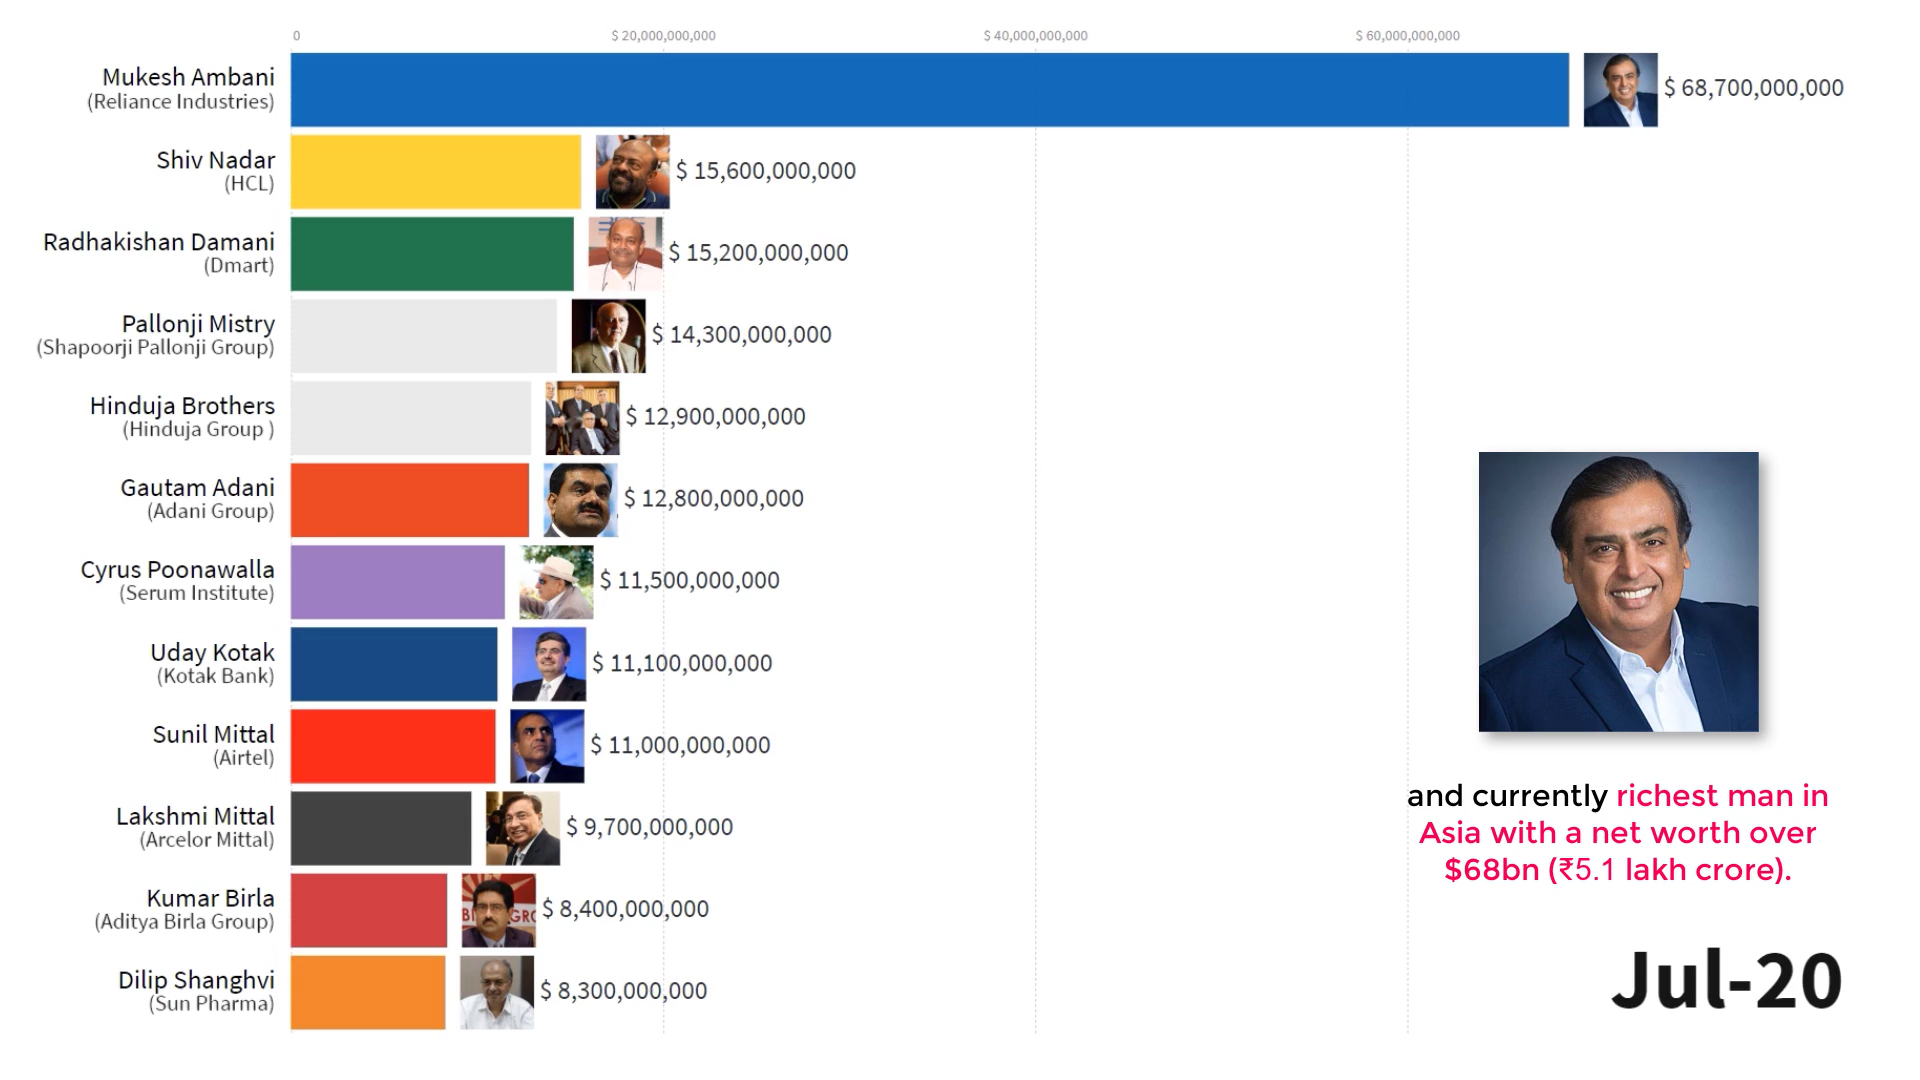 0
$ 20,000,000,000
$ 40,000,000,000
$ 60,000,000,000
Mukesh Ambani
(Reliance Industries)
$ 68,700,000,000
Shiv Nadar
(HCL)
$ 15,600,000,000
Radhakishan Damani
(Dmart)
$ 15,200,000,000
Pallonji Mistry
(Shapoorji Pallonji Group)
$ 14,300,000,000
Hinduja Brothers
(Hinduja Group )
$ 12,900,000,000
Gautam Adani
(Adani Group)
$ 12,800,000,000
Cyrus Poonawalla
(Serum Institute)
$ 11,500,000,000
Uday Kotak
(Kotak Bank)
$ 11,100,000,000
Sunil Mittal
(Airtel)
$ 11,000,000,000
Lakshmi Mittal
(Arcelor Mittal)
$ 9,700,000,000
Kumar Birla
(Aditya Birla Group)
$ 8,400,000,000
Dilip Shanghvi
(Sun Pharma)
$ 8,300,000,000
and currently richest man in
Asia with a net worth over
$68bn (₹5.1 lakh crore).
Jul-20